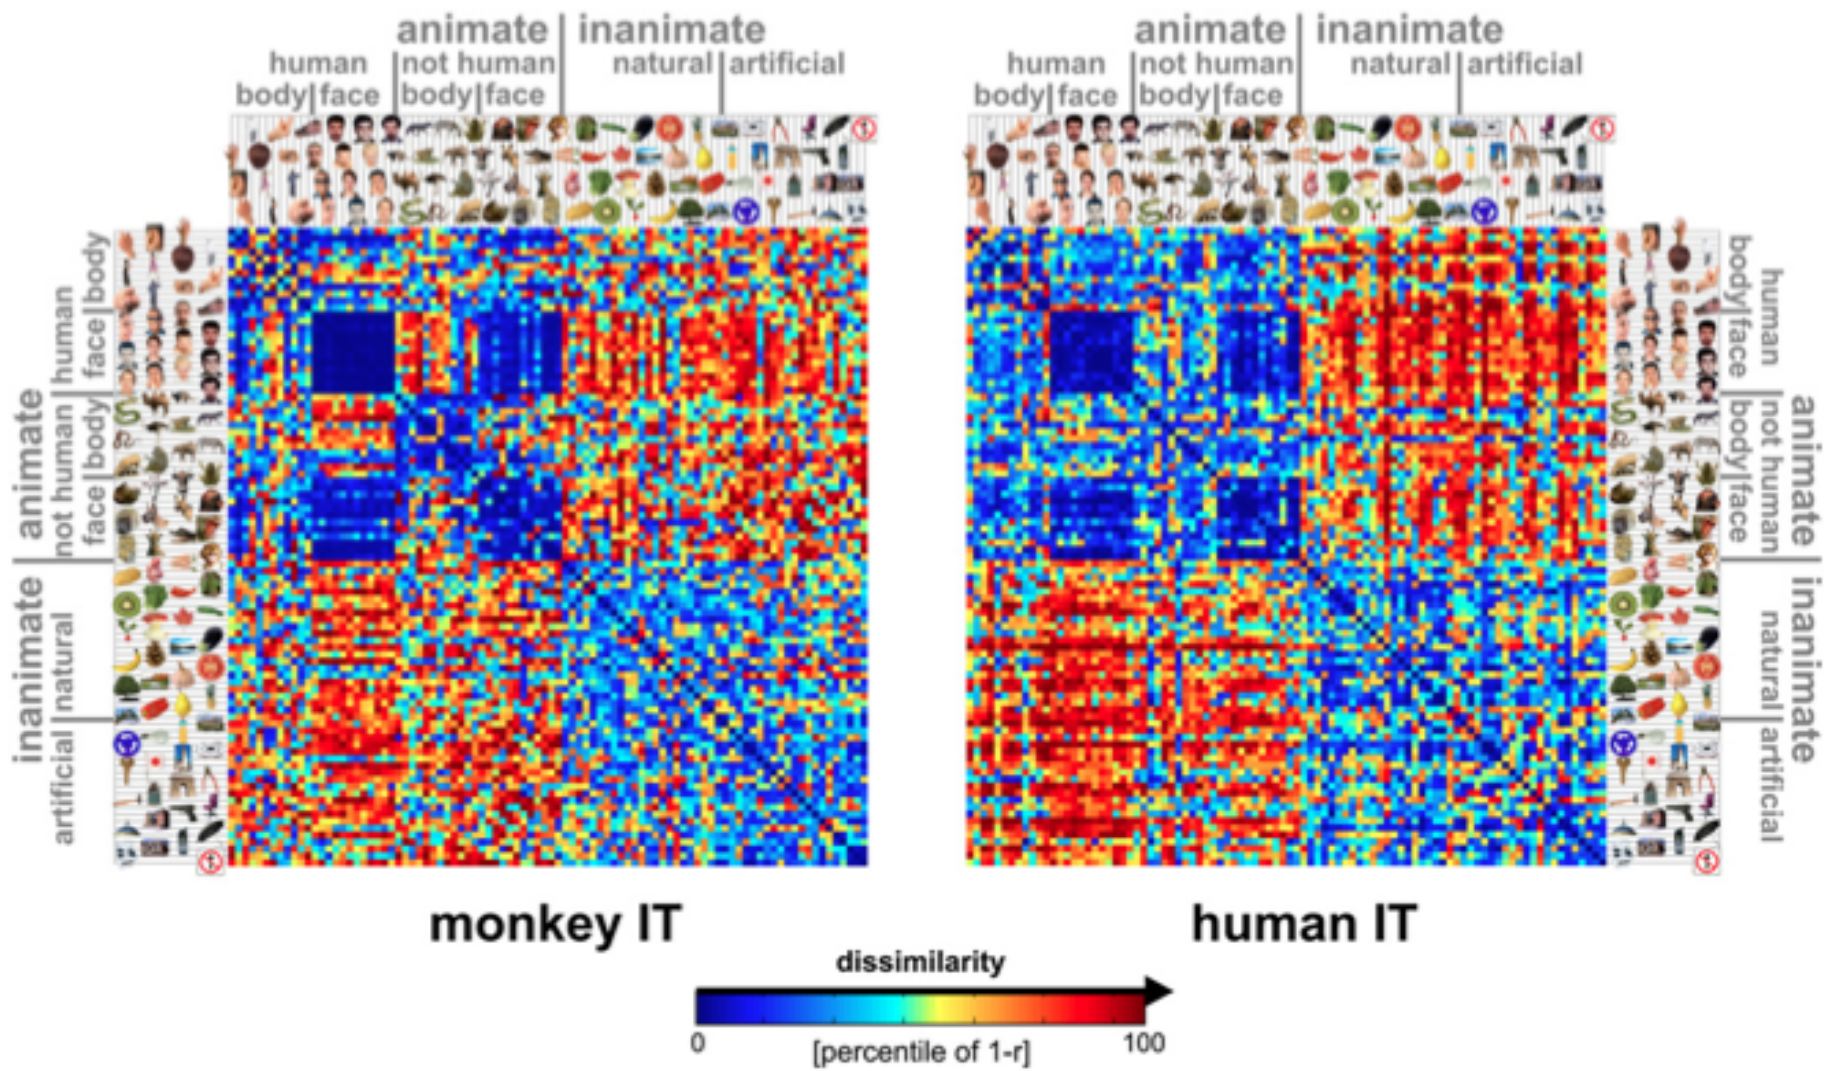 animate | inanimate
human | not human | natural | artificial
body | face | body | face
animate | inanimate
human | not human | natural | artificial
body | face | body | face
animate | inanimate
human | not human | natural | artificial
body | face | body | face
human | not human | natural | artificial
body | face | body | face
animate | inanimate
monkey IT
human IT
dissimilarity
0
100
[percentile of 1-r]